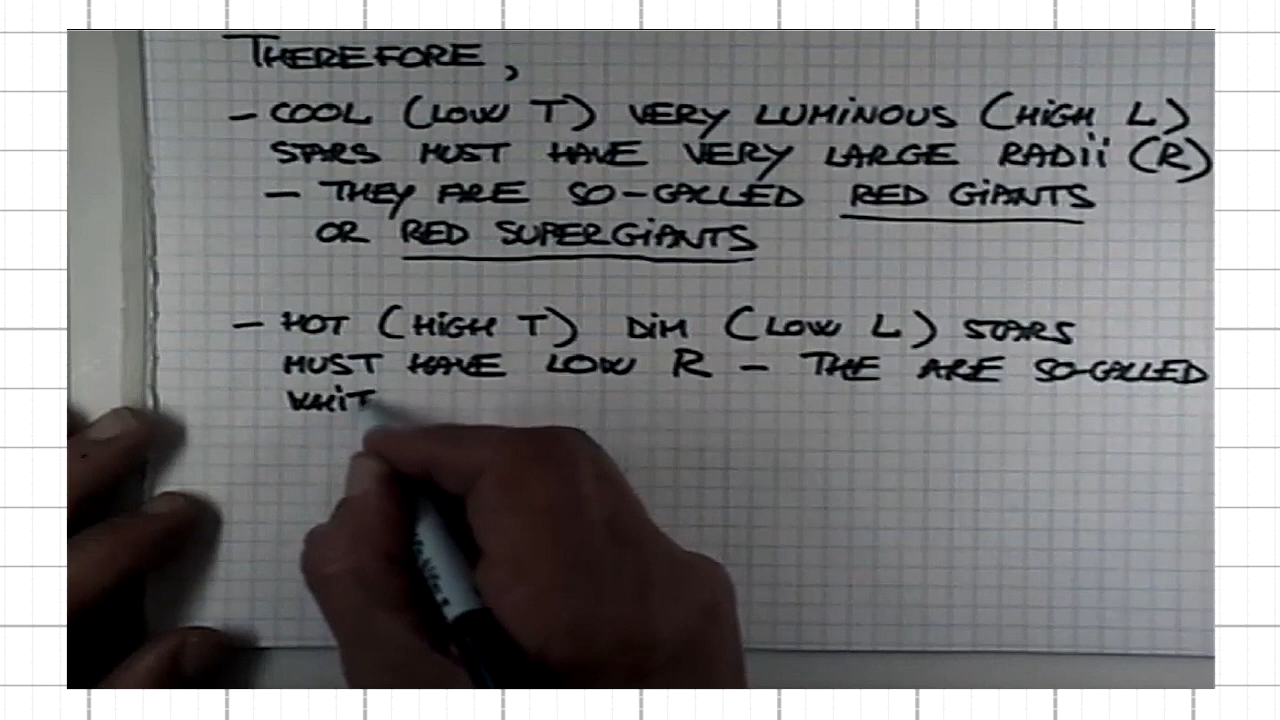 THEREFORE,
- COOL (LOW T) VERY LUMiNOUS (HiGH L)
STARS MUST HAVE VERY LARGE RADii (R)
- THEY ARE SO-CALLED RED GiANTS
OR RED SUPERGiANTS
- HOT (HiGH T) DiM (LOW L) STARS
MUST HAVE LOW R - THE ARE SO-CALLED
WHiT